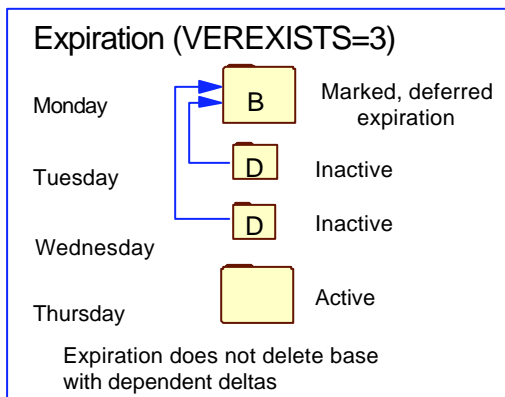 Expiration (VEREXISTS=3)
Monday
B
Marked, deferred
expiration
Tuesday
D
Inactive
Wednesday
D
Inactive
Thursday
Active
Expiration does not delete base
with dependent deltas